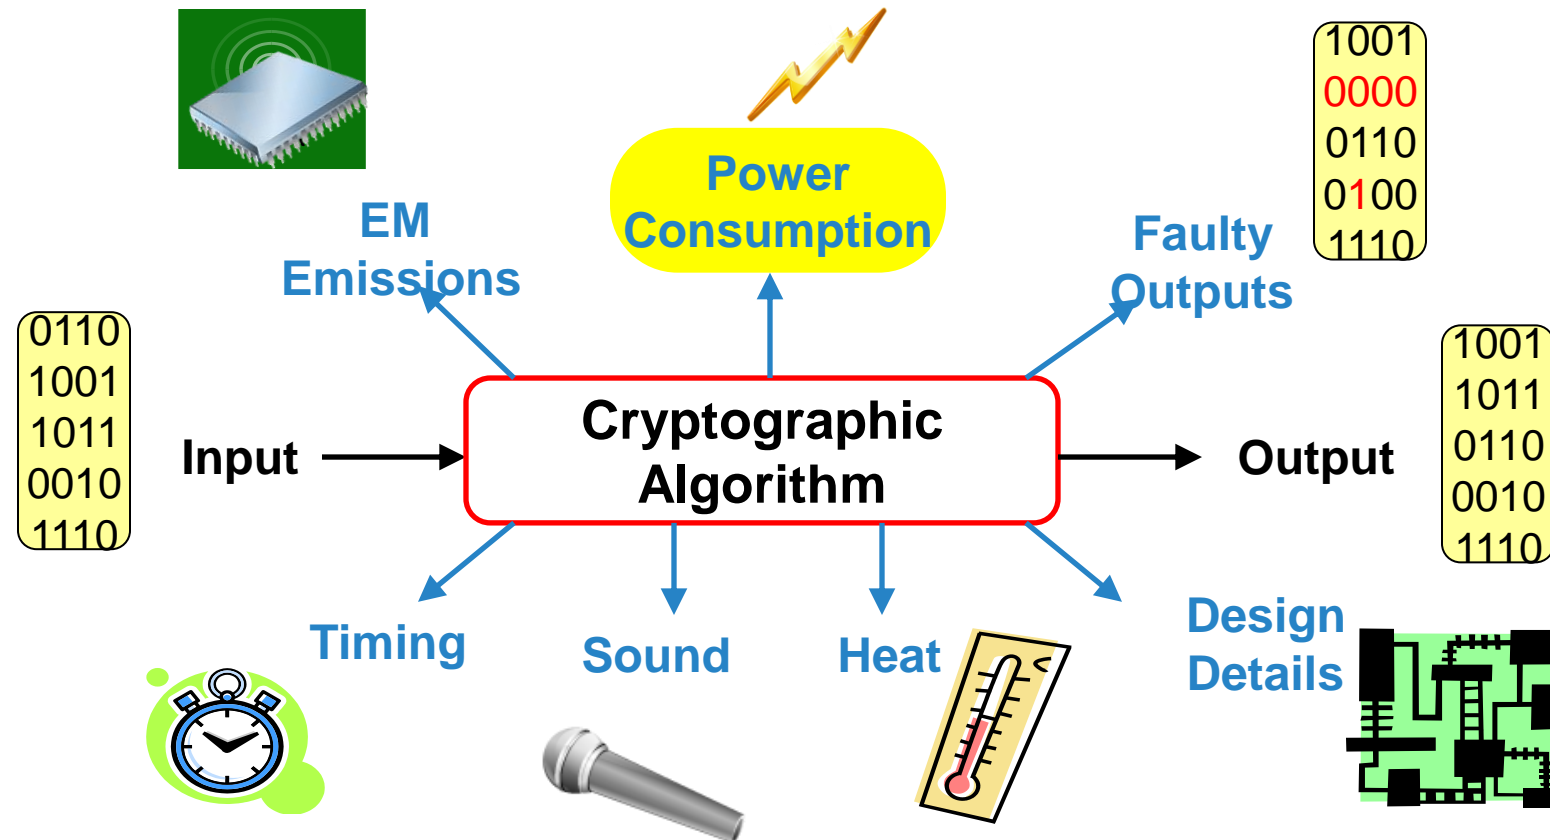 1001
0000
0110
0100
1110
Power
Consumption
EM
Emissions
Faulty
Outputs
0110
1001
1011
0010
1110
Input
Cryptographic
Algorithm
Output
1001
1011
0110
0010
1110
Timing
Sound
Heat
Design
Details